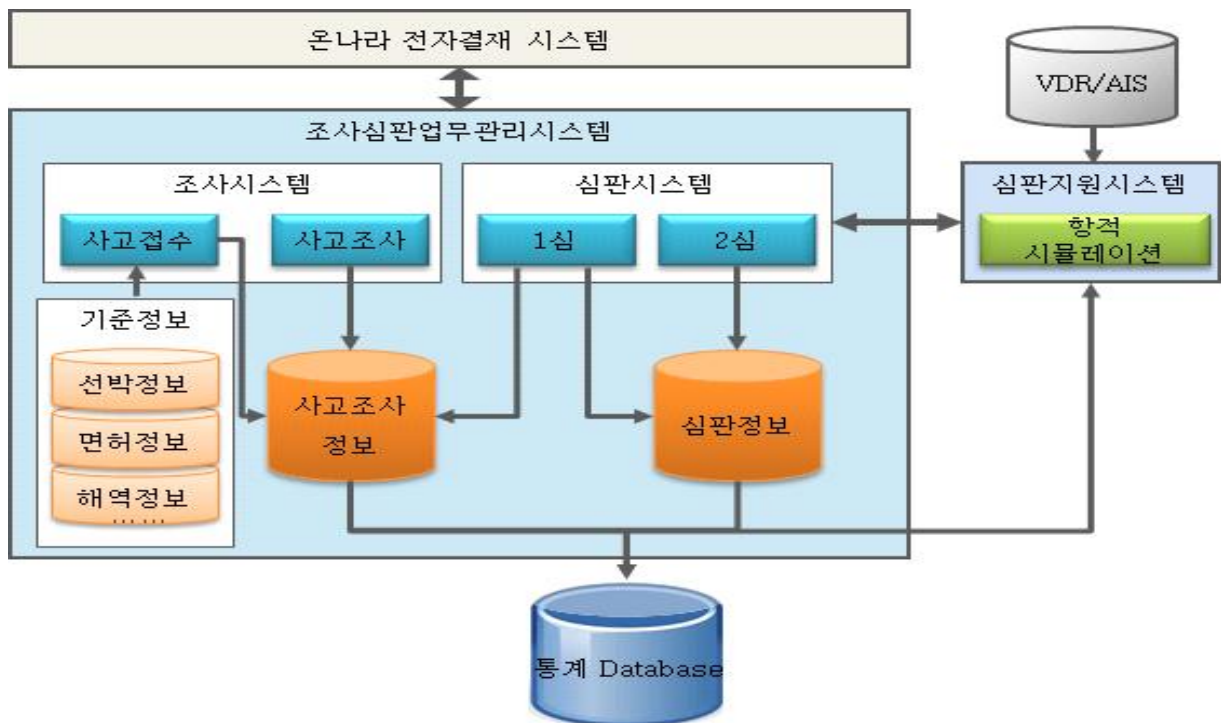 온나라 전자결재 시스템
VDR/AIS
조사심판업무관리시스템
조사시스템
심판시스템
심판지원시스템
사고접수
사고조사
1심
2심
항적
시뮬레이션
기준정보
선박정보
면허정보
해역정보
……
사고조사
정보
심판정보
통계 Database